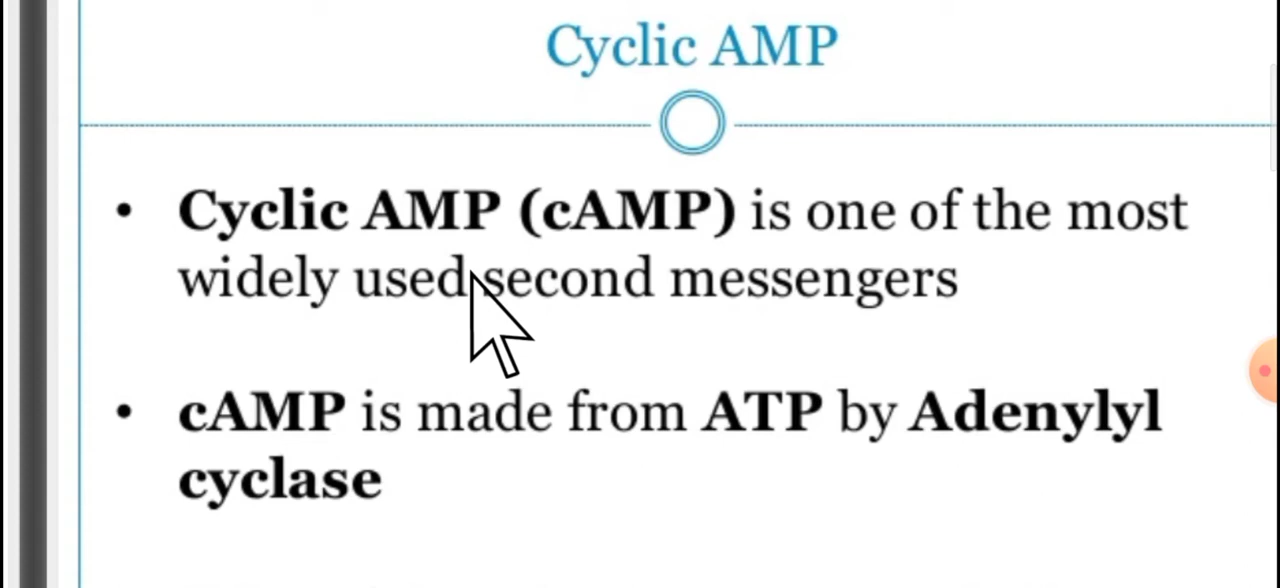 Cyclic AMP
• Cyclic AMP (cAMP) is one of the most
widely used second messengers
• cAMP is made from ATP by Adenylyl
cyclase